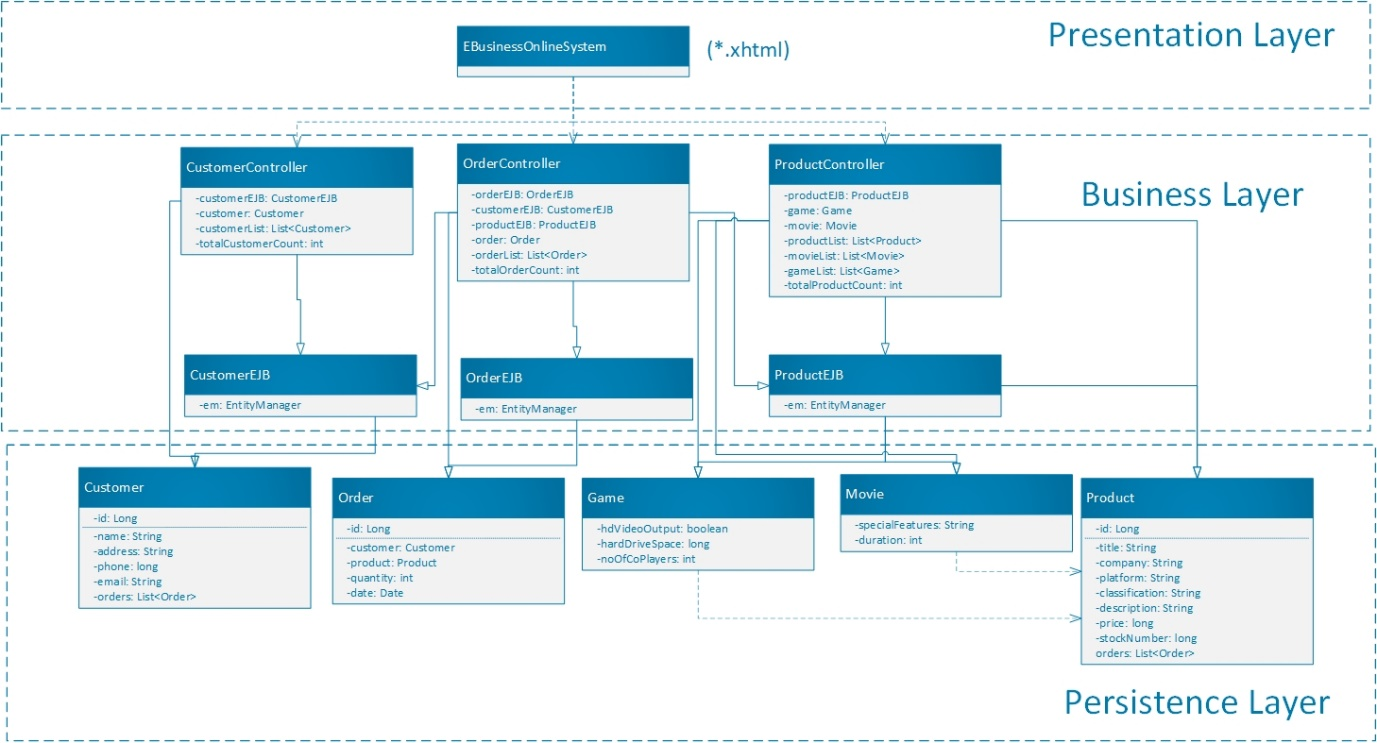 Presentation Layer
EBusinessOnlineSystem
(*.xhtml)
Business Layer
CustomerController
-customerEJB: CustomerEJB
-customer: Customer
-customerList: List<Customer>
-totalCustomerCount: int
OrderController
-orderEJB: OrderEJB
-customerEJB: CustomerEJB
-productEJB: ProductEJB
-order: Order
-orderList: List<Order>
-totalOrderCount: int
ProductController
-productEJB: ProductEJB
-game: Game
-movie: Movie
-productList: List<Product>
-movieList: List<Movie>
-gameList: List<Game>
-totalProductCount: int
CustomerEJB
-em: EntityManager
OrderEJB
-em: EntityManager
ProductEJB
-em: EntityManager
Customer
-id: Long
-name: String
-address: String
-phone: long
-email: String
-orders: List<Order>
Order
-id: Long
-customer: Customer
-product: Product
-quantity: int
-date: Date
Game
-hdVideoOutput: boolean
-hardDriveSpace: long
-noOfCoPlayers: int
Movie
-specialFeatures: String
-duration: int
Product
-id: Long
-title: String
-company: String
-platform: String
-classification: String
-description: String
-price: long
-stockNumber: long
orders: List<Order>
Persistence Layer